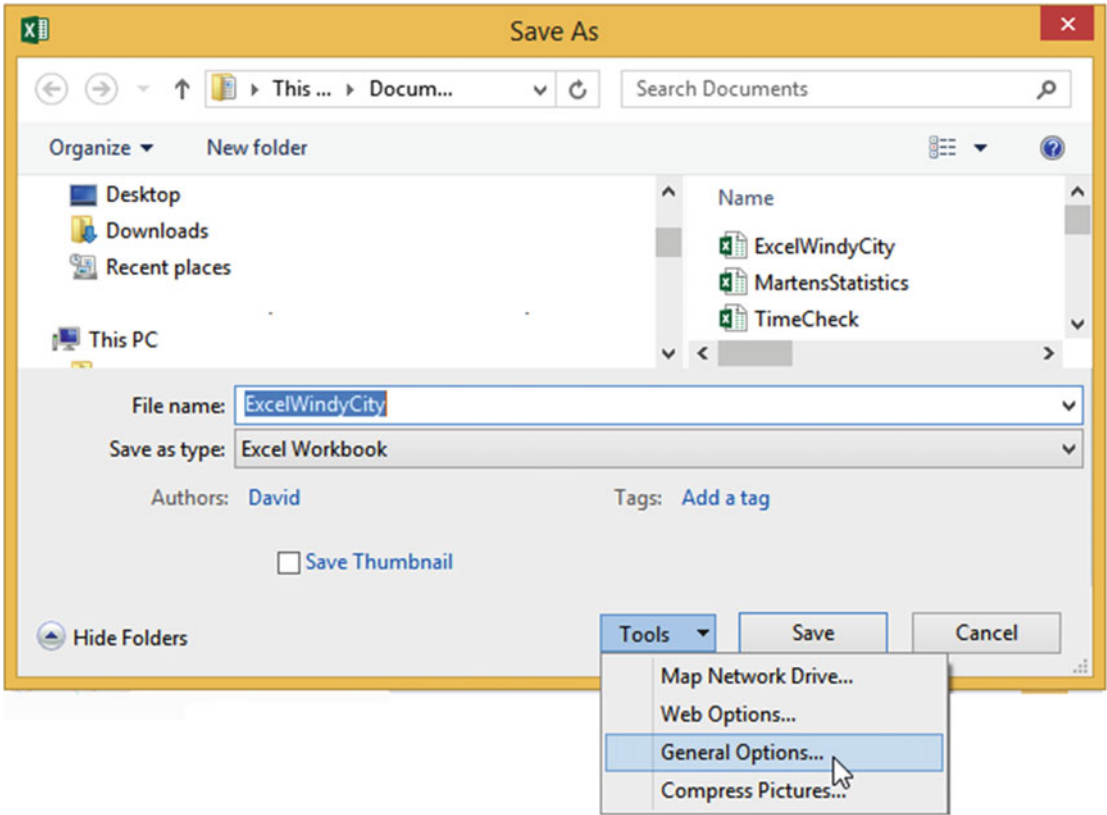 Save As
This ... Docum...
Search Documents
Organize
New folder
Desktop
Downloads
Recent places
This PC
Name
ExcelWindyCity
MartensStatistics
TimeCheck
File name: ExcelWindyCity
Save as type: Excel Workbook
Authors: David
Tags: Add a tag
Save Thumbnail
Hide Folders
Tools
Save
Cancel
Map Network Drive...
Web Options...
General Options...
Compress Pictures...